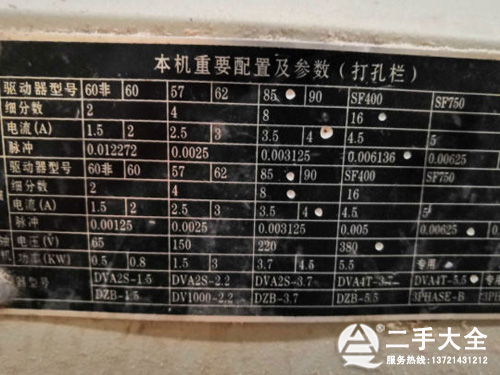 本机重要配置及参数(打孔栏)
驱动器型号 60非 60 57 62 85 90 SF400 SF750
细分数 2 4 8 16
电流(A) 1.5 2 2.5 3 3.5 4 4.5 5
脉冲 0.012272 0.0025 0.003125 0.006136 0.00625
驱动器型号 60非 60 57 62 85 90 SF400 SF750
细分数 2 4 8 16
电流(A) 1.5 2 2.5 3 3.5 4 4.5 5
脉冲 0.00125 0.0025 0.003125 0.005 0.00625
电压(V) 65 150 220 380
功率(KW) 0.5 0.8 1.5 3 3.7 4.5 5.5 专用
器型号 DVA2S-1.5 DVA2S-2.2 DVA2S-3.7 DVA4T-3. DVA4T-5.5
DZB-1.5 DV1000-2.2 DZB-3.7 DZB-5.5 3PHASE-B
二手大全
服务热线:13721431212